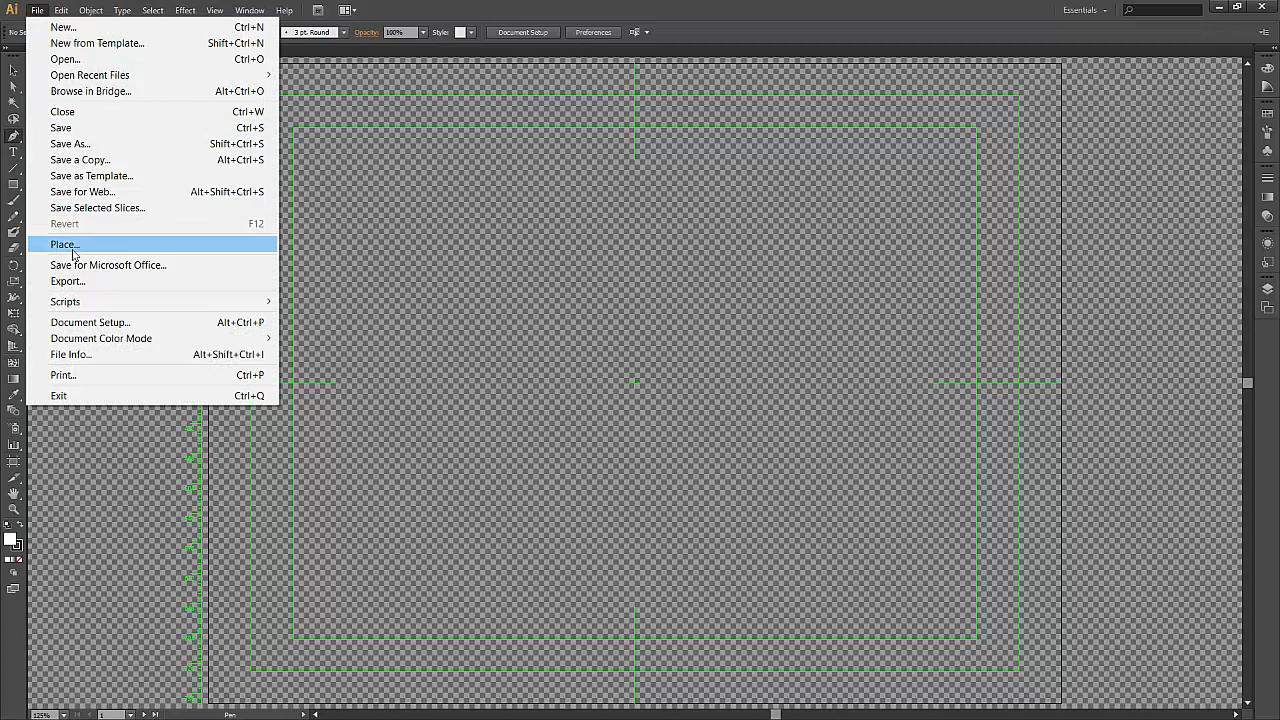 Ai File Edit Object Type Select Effect View Window Help Br Essentials
3 pt. Round Opacity: 100% Style: Document Setup Preferences
New... Ctrl+N
New from Template... Shift+Ctrl+N
Open... Ctrl+O
Open Recent Files
Browse in Bridge... Alt+Ctrl+O
Close Ctrl+W
Save Ctrl+S
Save As... Shift+Ctrl+S
Save a Copy... Alt+Ctrl+S
Save as Template...
Save for Web... Alt+Shift+Ctrl+S
Save Selected Slices...
Revert F12
Place...
Save for Microsoft Office...
Export...
Scripts
Document Setup... Alt+Ctrl+P
Document Color Mode
File Info... Alt+Shift+Ctrl+I
Print... Ctrl+P
Exit Ctrl+Q
125% 1 Pen